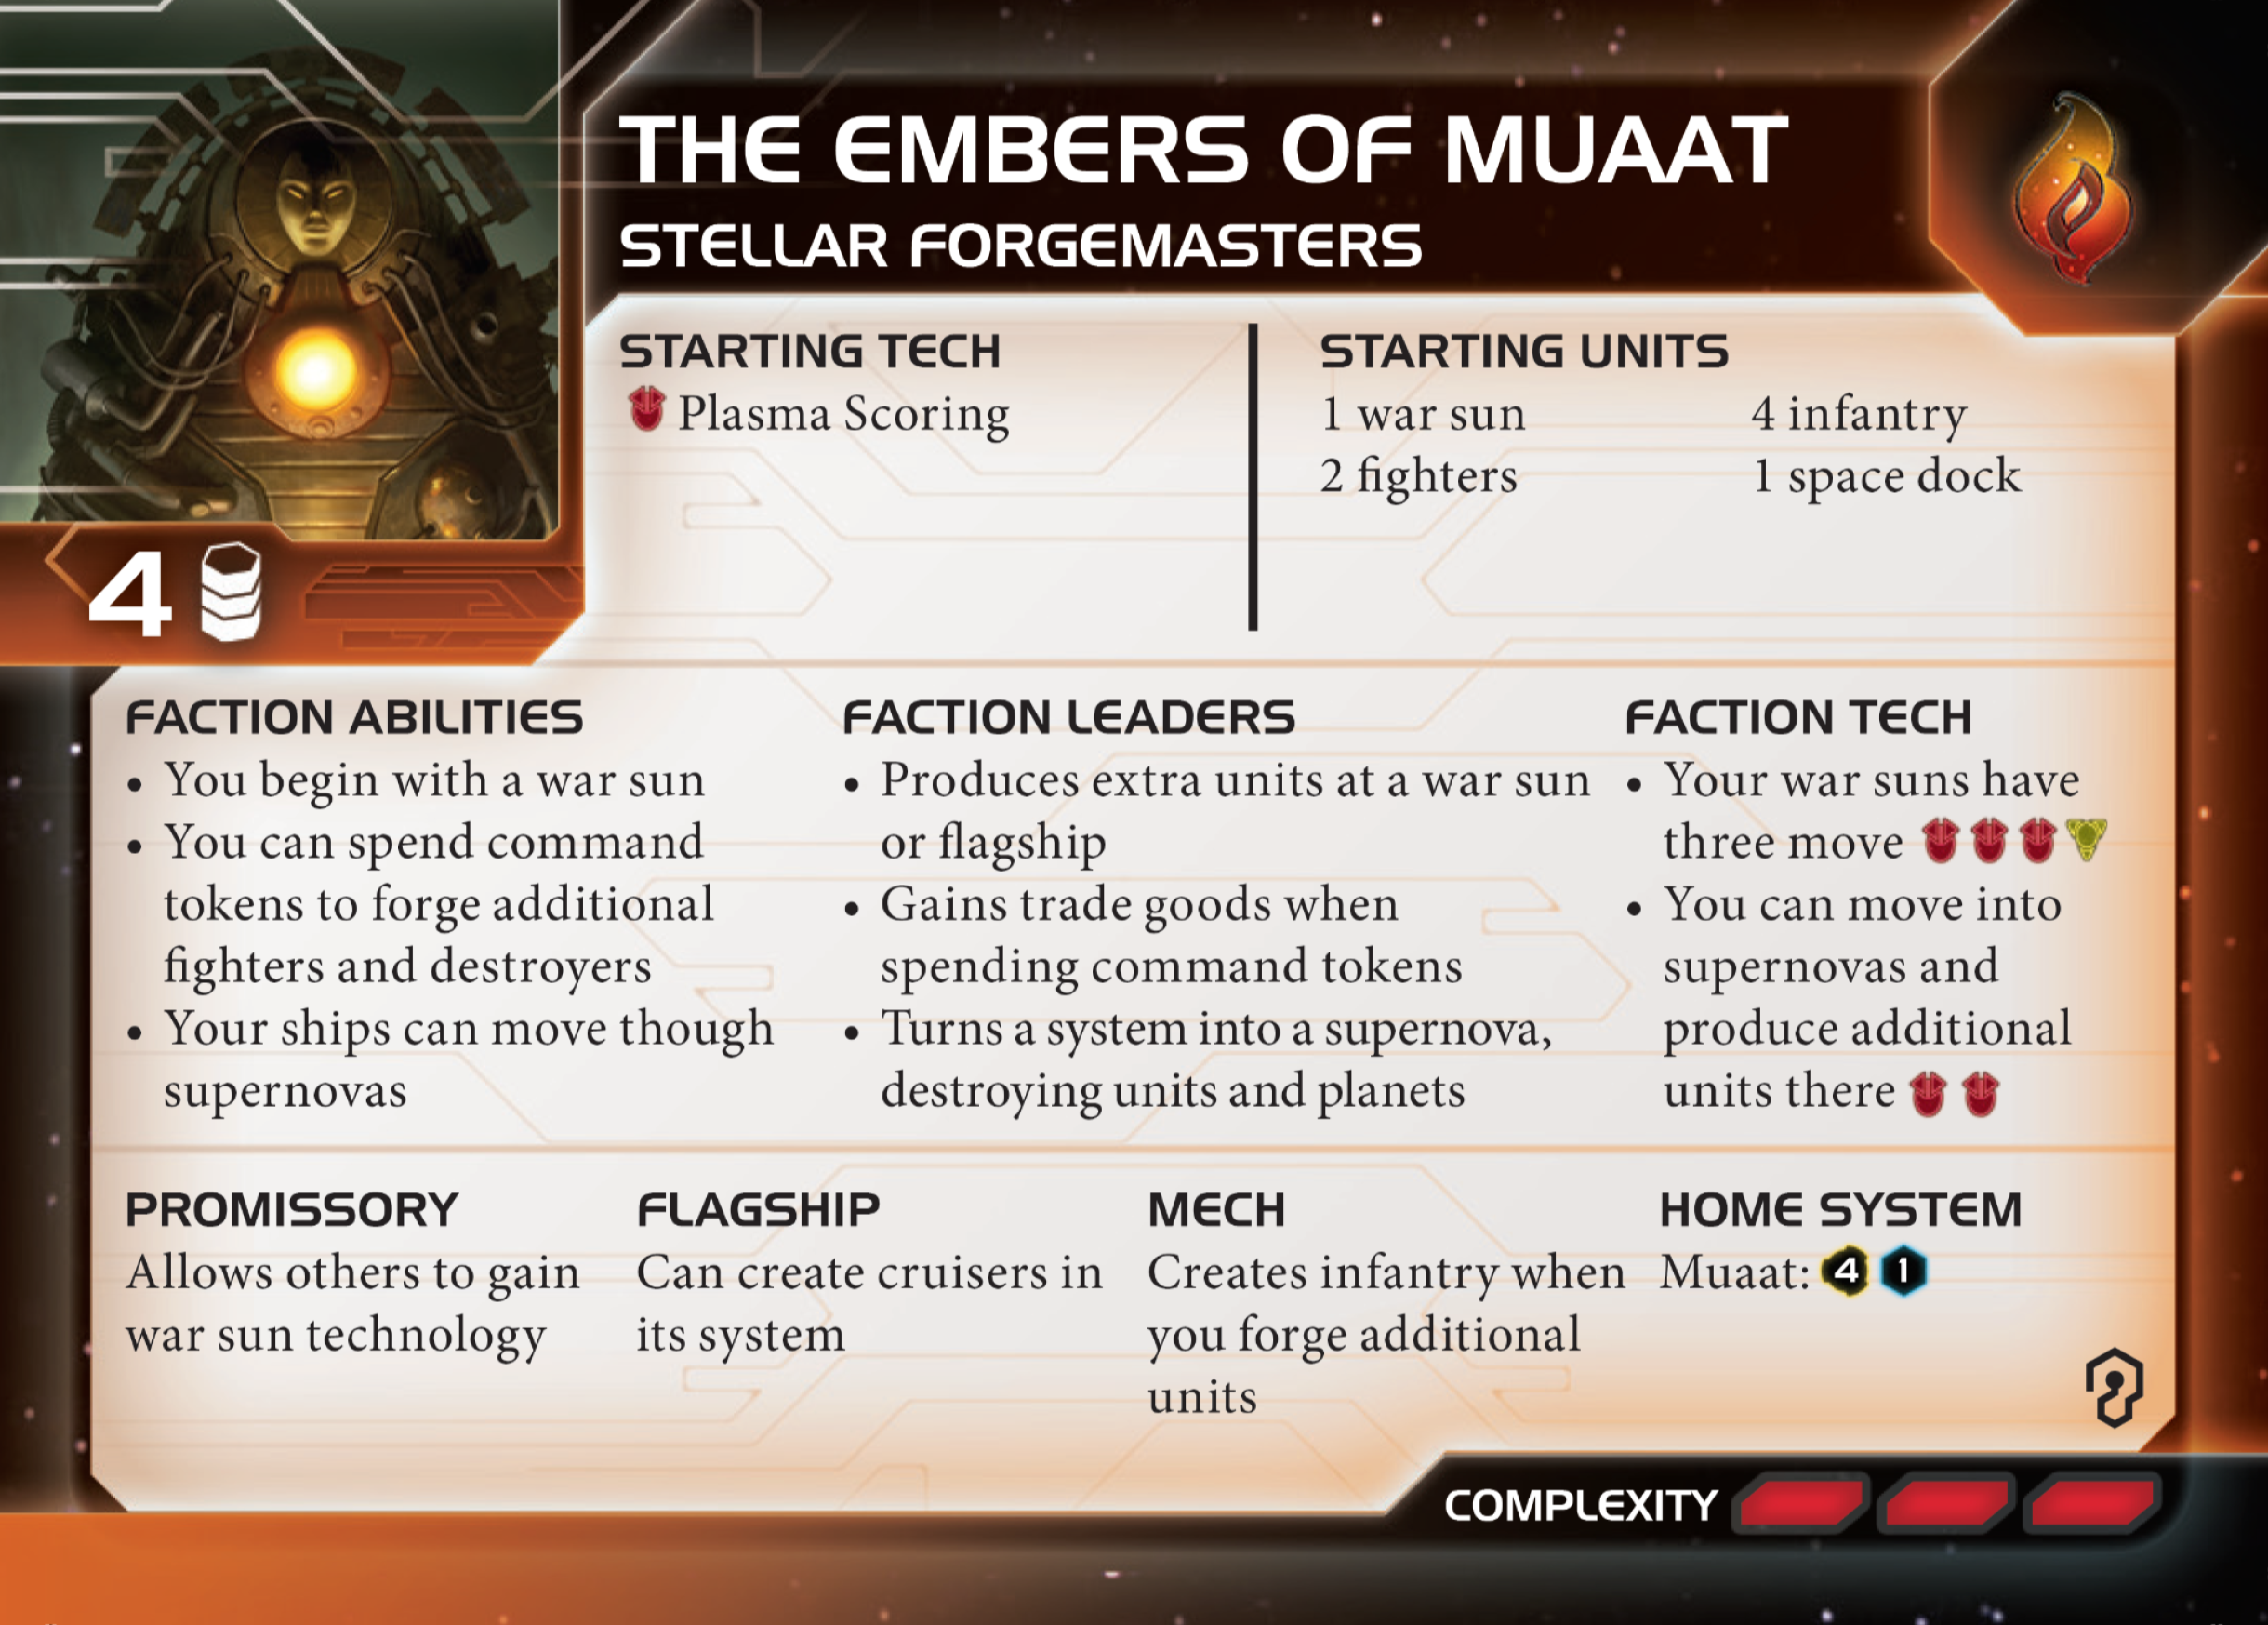 THE EMBERS OF MUAAT
STELLAR FORGEMASTERS
4
STARTING TECH
Plasma Scoring
STARTING UNITS
1 war sun
2 fighters
4 infantry
1 space dock
FACTION ABILITIES
• You begin with a war sun
• You can spend command
tokens to forge additional
fighters and destroyers
• Your ships can move though
supernovas
FACTION LEADERS
• Produces extra units at a war sun
or flagship
• Gains trade goods when
spending command tokens
• Turns a system into a supernova,
destroying units and planets
FACTION TECH
• Your war suns have
three move
• You can move into
supernovas and
produce additional
units there
PROMISSORY
Allows others to gain
war sun technology
FLAGSHIP
Can create cruisers in
its system
MECH
Creates infantry when
you forge additional
units
HOME SYSTEM
Muaat: 4 1
COMPLEXITY